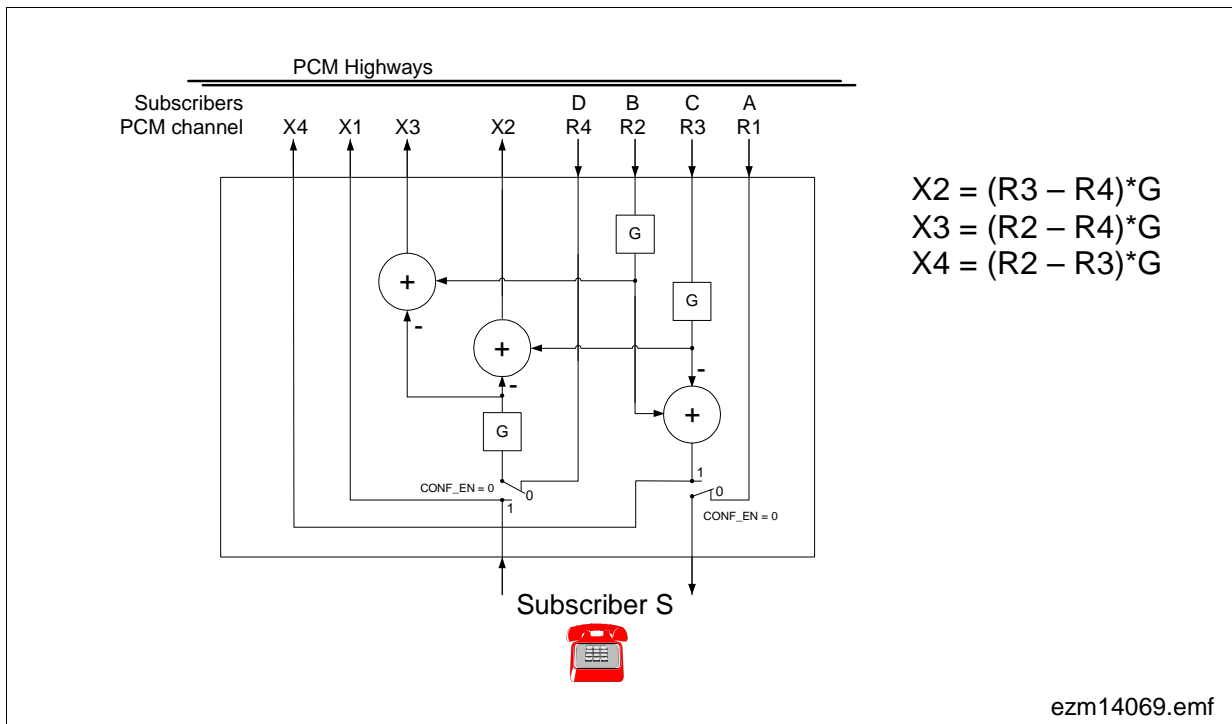 PCM Highways
Subscribers D B C A
PCM channel X4 X1 X3 X2 R4 R2 R3 R1
X2 = (R3 – R4)*G
X3 = (R2 – R4)*G
X4 = (R2 – R3)*G
G
+
G
-
+
-
-
+
G
1
CONF_EN = 0
0
0
1
CONF_EN = 0
Subscriber S
ezm14069.emf